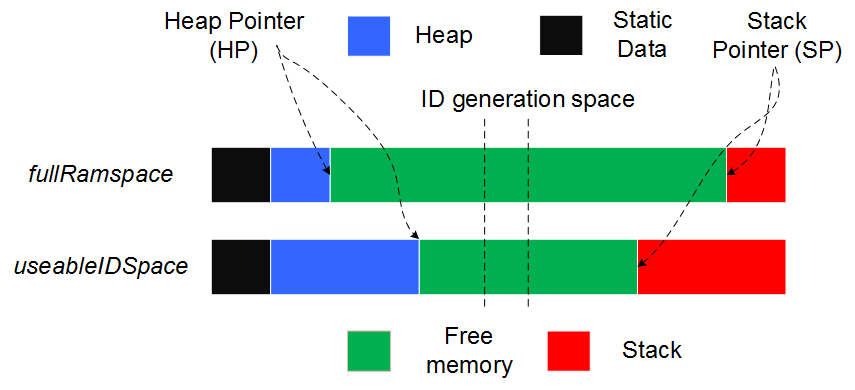 Heap Pointer
(HP)
Heap
Static
Data
Stack
Pointer (SP)
ID generation space
fullRamspace
useableIDSpace
Free
memory
Stack